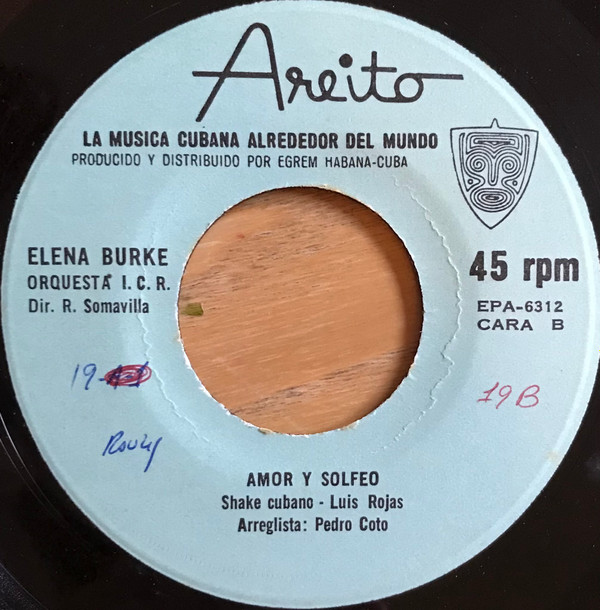 Areito
LA MUSICA CUBANA ALREDEDOR DEL MUNDO
PRODUCIDO Y DISTRIBUIDO POR EGREM HABANA-CUBA
ELENA BURKE
ORQUESTA I. C. R.
Dir. R. Somavilla
45 rpm
EPA-6312
CARA B
19
19B
AMOR Y SOLFEO
Shake cubano - Luis Rojas
Arreglista: Pedro Coto